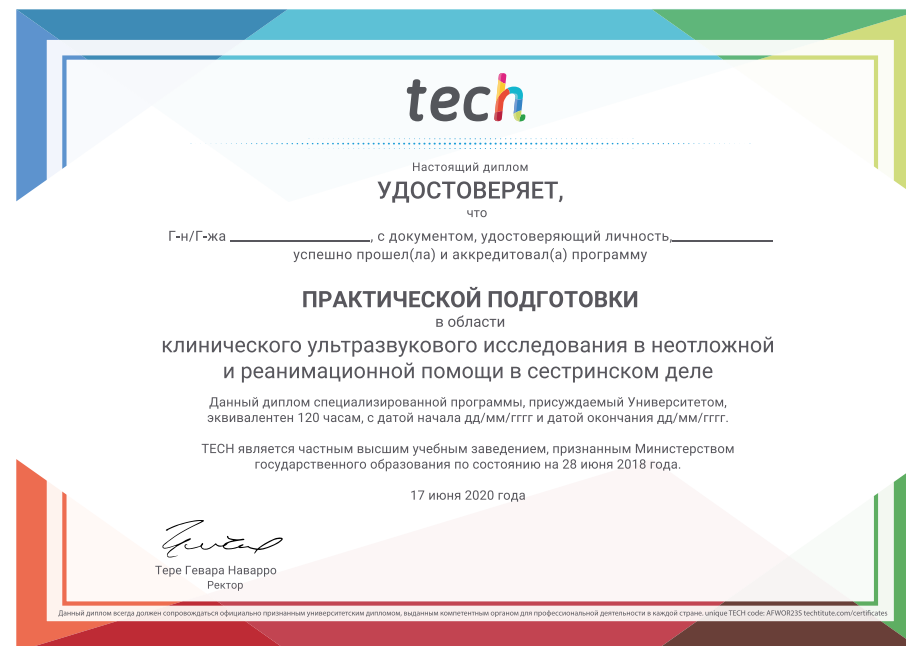 tech
Настоящий диплом
УДОСТОВЕРЯЕТ,
что
Г-н/Г-жа ____________________, с документом, удостоверяющий личность,______________
успешно прошел(ла) и аккредитовал(а) программу
ПРАКТИЧЕСКОЙ ПОДГОТОВКИ
в области
клинического ультразвукового исследования в неотложной
и реанимационной помощи в сестринском деле
Данный диплом специализированной программы, присуждаемый Университетом,
эквивалентен 120 часам, с датой начала дд/мм/гггг и датой окончания дд/мм/гггг.
TECH является частным высшим учебным заведением, признанным Министерством
государственного образования по состоянию на 28 июня 2018 года.
17 июня 2020 года
Тере Гевара Наварро
Ректор
Данный диплом всегда должен сопровождаться официально признанным университетским дипломом, выданным компетентным органом для профессиональной деятельности в каждой стране. unique TECH code: AFWOR23S techtitute.com/certificates